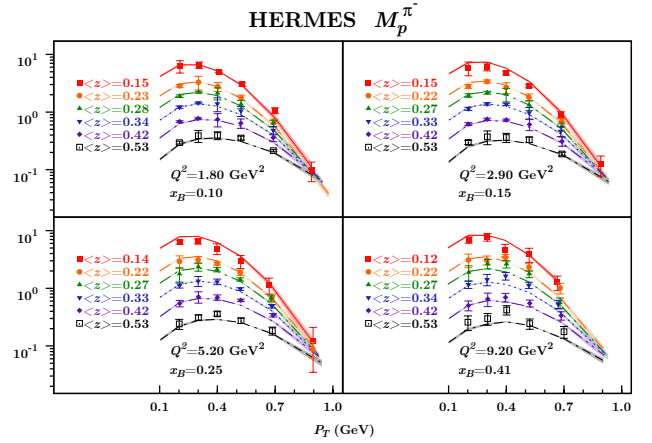 HERMES M_p^{π^-}
10^1
10^0
10^{-1}
<z>=0.15
<z>=0.23
<z>=0.28
<z>=0.34
<z>=0.42
<z>=0.53
Q^2=1.80 GeV^2
x_B=0.10
<z>=0.15
<z>=0.22
<z>=0.27
<z>=0.33
<z>=0.42
<z>=0.53
Q^2=2.90 GeV^2
x_B=0.15
10^1
10^0
10^{-1}
<z>=0.14
<z>=0.22
<z>=0.27
<z>=0.33
<z>=0.42
<z>=0.53
Q^2=5.20 GeV^2
x_B=0.25
<z>=0.12
<z>=0.22
<z>=0.27
<z>=0.34
<z>=0.42
<z>=0.53
Q^2=9.20 GeV^2
x_B=0.41
0.1 0.4 0.7 1.0 0.1 0.4 0.7 1.0
P_T (GeV)